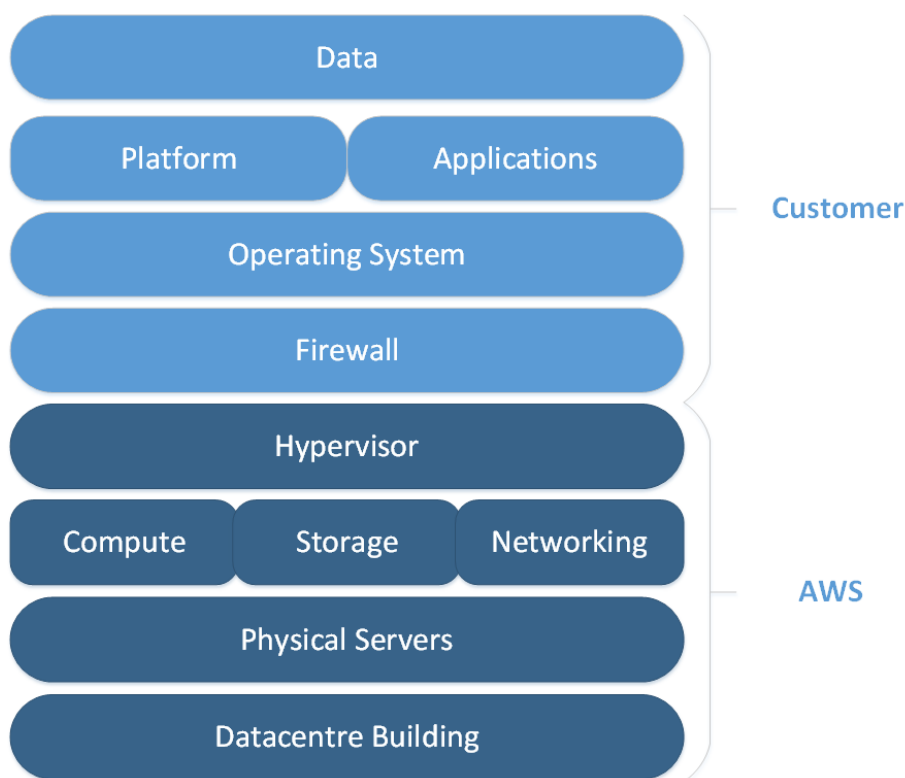 Data
Platform
Applications
Customer
Operating System
Firewall
Hypervisor
Compute
Storage
Networking
AWS
Physical Servers
Datacentre Building